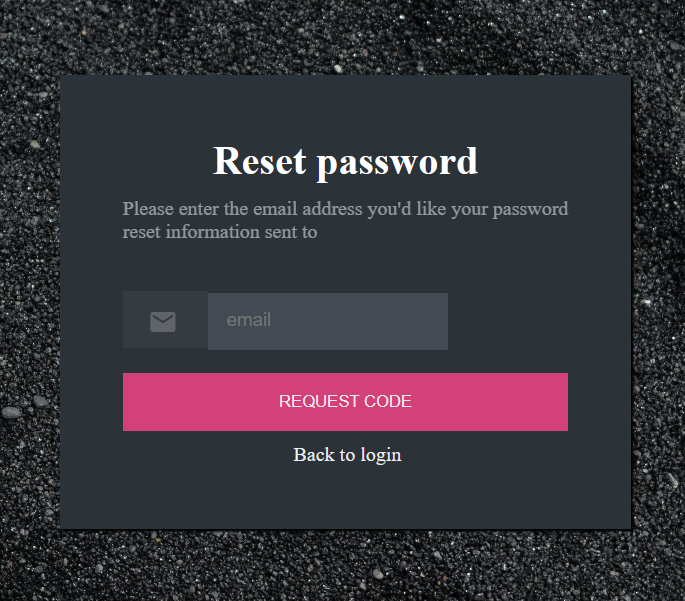 Reset password
Please enter the email address you'd like your password
reset information sent to
email
REQUEST CODE
Back to login